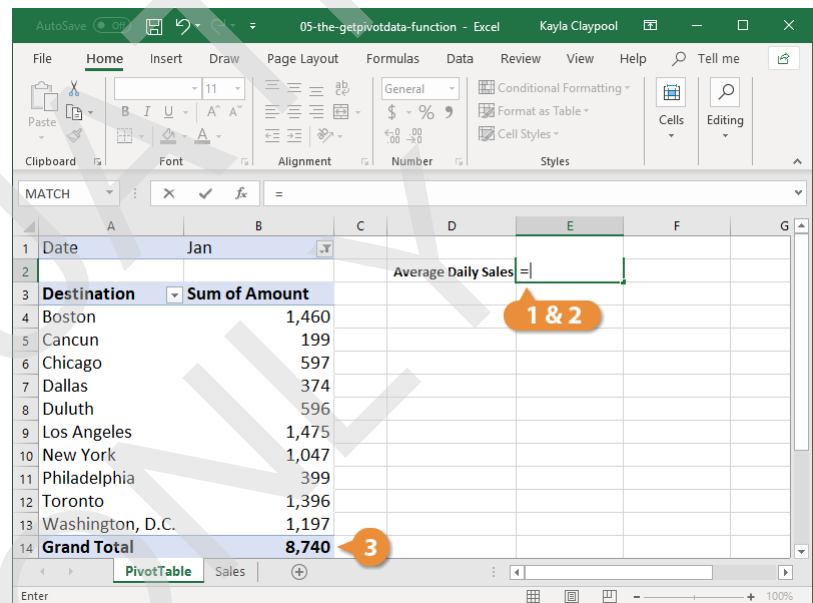 AutoSave Off 05-the-getpivotdata-function - Excel Kayla Claypool
File Home Insert Draw Page Layout Formulas Data Review View Help Tell me
Paste
11
B I U A A
A
ab
General
$ % 9
.00
Conditional Formatting
Format as Table
Cell Styles
Cells
Editing
Clipboard Font Alignment Number Styles
MATCH fx =
A B C D E F G
1 Date Jan
2 Average Daily Sales =
1 & 2
3 Destination Sum of Amount
4 Boston 1,460
5 Cancun 199
6 Chicago 597
7 Dallas 374
8 Duluth 596
9 Los Angeles 1,475
10 New York 1,047
11 Philadelphia 399
12 Toronto 1,396
13 Washington, D.C. 1,197
14 Grand Total 8,740
3
PivotTable Sales
Enter 100%
ONLY